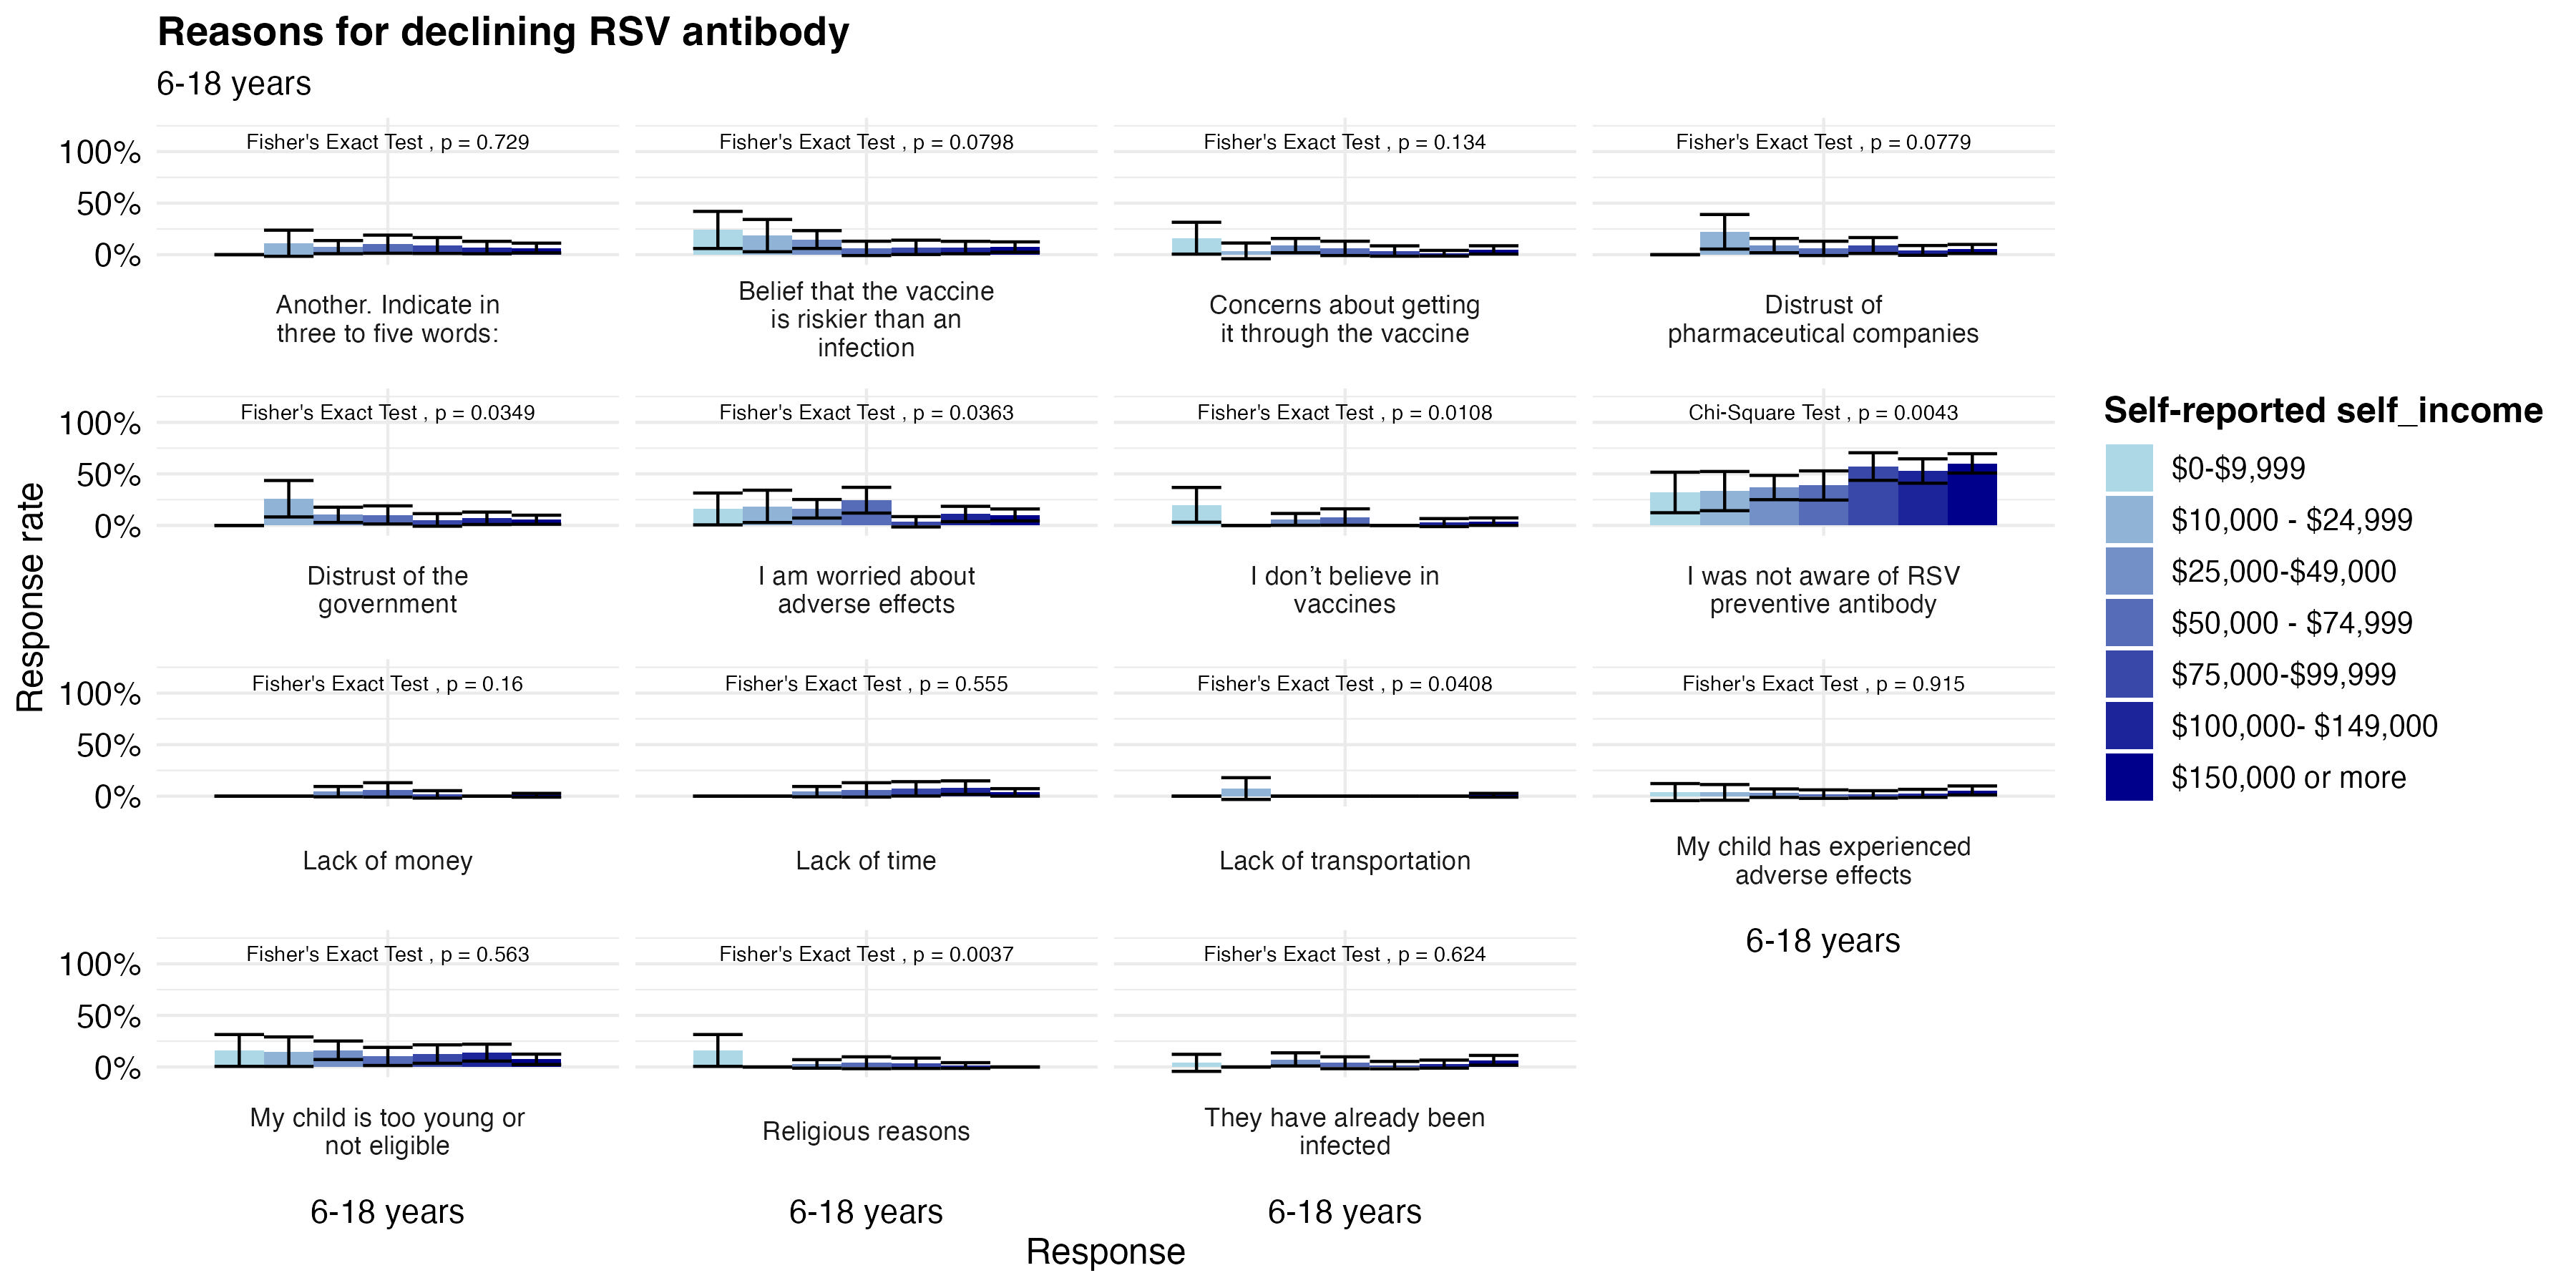 Reasons for declining RSV antibody
6-18 years
Fisher's Exact Test , p = 0.729
Fisher's Exact Test , p = 0.0798
Fisher's Exact Test , p = 0.134
Fisher's Exact Test , p = 0.0779
100%
50%
0%
Another. Indicate in
three to five words:
Belief that the vaccine
is riskier than an
infection
Concerns about getting
it through the vaccine
Distrust of
pharmaceutical companies
Fisher's Exact Test , p = 0.0349
Fisher's Exact Test , p = 0.0363
Fisher's Exact Test , p = 0.0108
Chi-Square Test , p = 0.0043
100%
50%
0%
Distrust of the
government
I am worried about
adverse effects
I don’t believe in
vaccines
I was not aware of RSV
preventive antibody
Fisher's Exact Test , p = 0.16
Fisher's Exact Test , p = 0.555
Fisher's Exact Test , p = 0.0408
Fisher's Exact Test , p = 0.915
100%
50%
0%
Lack of money
Lack of time
Lack of transportation
My child has experienced
adverse effects
6-18 years
Fisher's Exact Test , p = 0.563
Fisher's Exact Test , p = 0.0037
Fisher's Exact Test , p = 0.624
100%
50%
0%
My child is too young or
not eligible
Religious reasons
They have already been
infected
6-18 years
6-18 years
6-18 years
Response
Response rate
Self-reported self_income
$0-$9,999
$10,000 - $24,999
$25,000-$49,000
$50,000 - $74,999
$75,000-$99,999
$100,000- $149,000
$150,000 or more